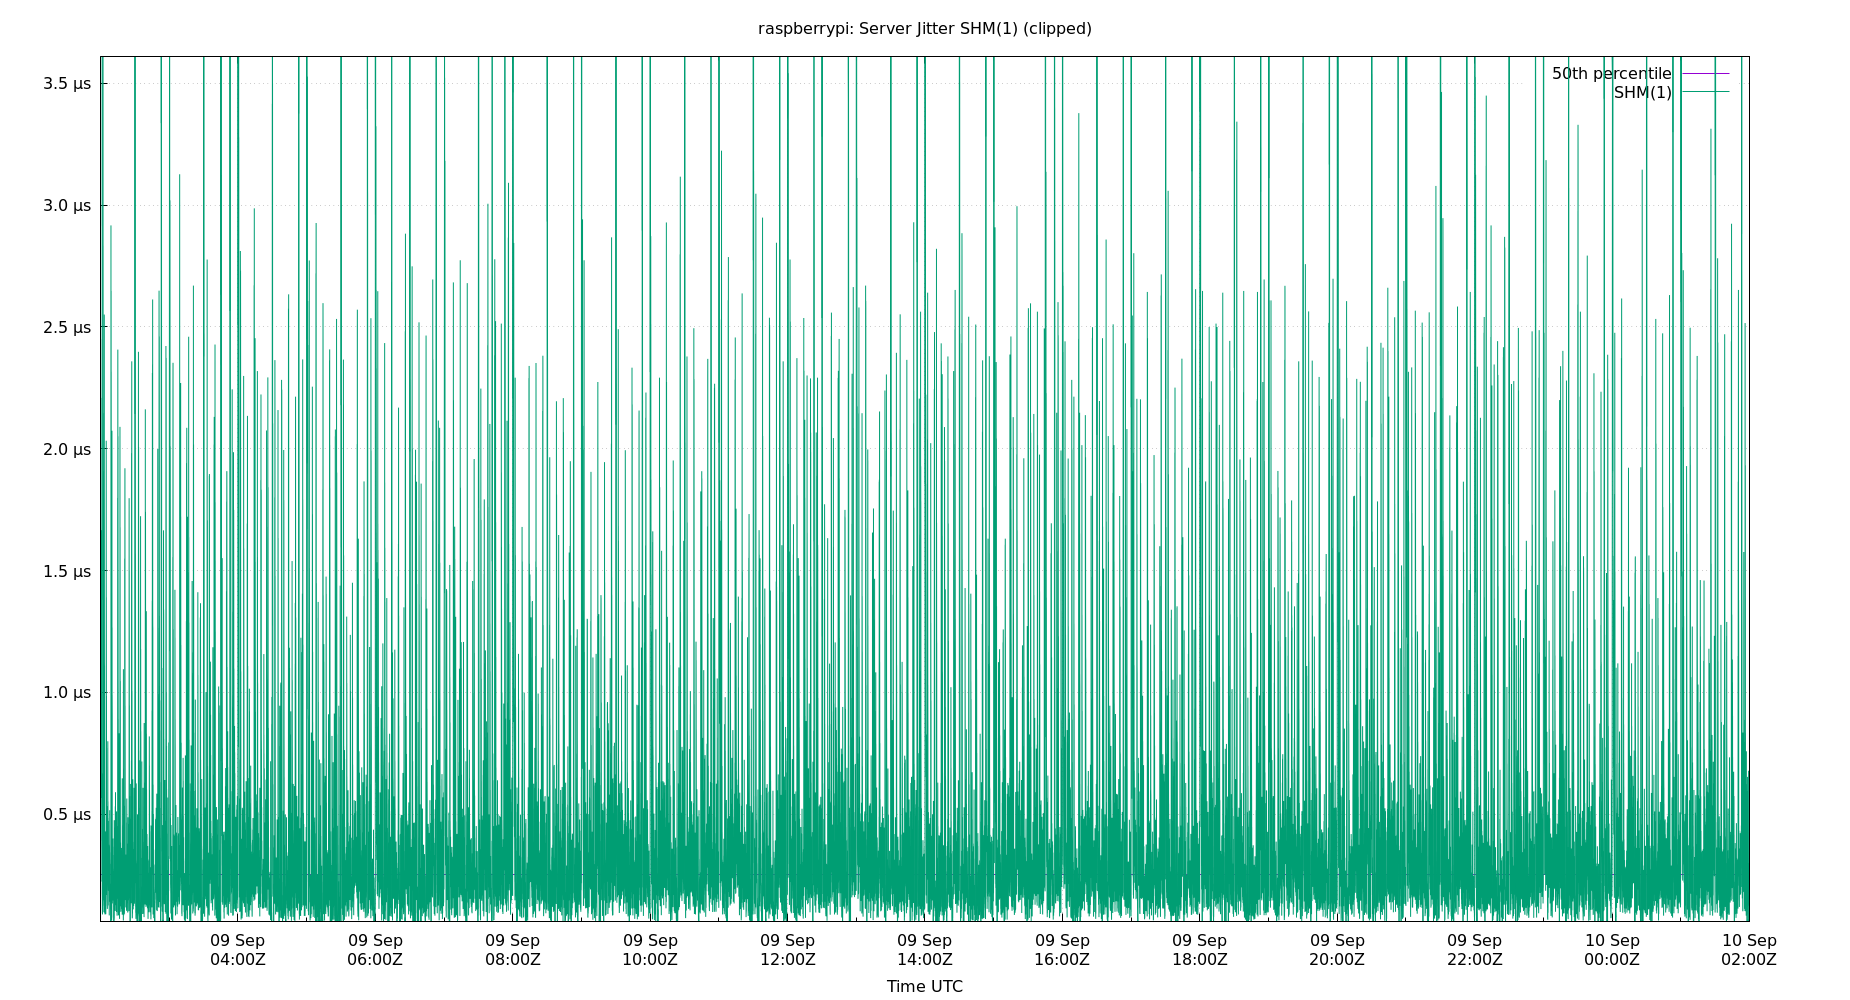 raspberrypi: Server Jitter SHM(1) (clipped)
50th percentile
SHM(1)
3.5 µs
3.0 µs
2.5 µs
2.0 µs
1.5 µs
1.0 µs
0.5 µs
09 Sep 09 Sep 09 Sep 09 Sep 09 Sep 09 Sep 09 Sep 09 Sep 09 Sep 09 Sep 10 Sep 10 Sep
04:00Z 06:00Z 08:00Z 10:00Z 12:00Z 14:00Z 16:00Z 18:00Z 20:00Z 22:00Z 00:00Z 02:00Z
Time UTC